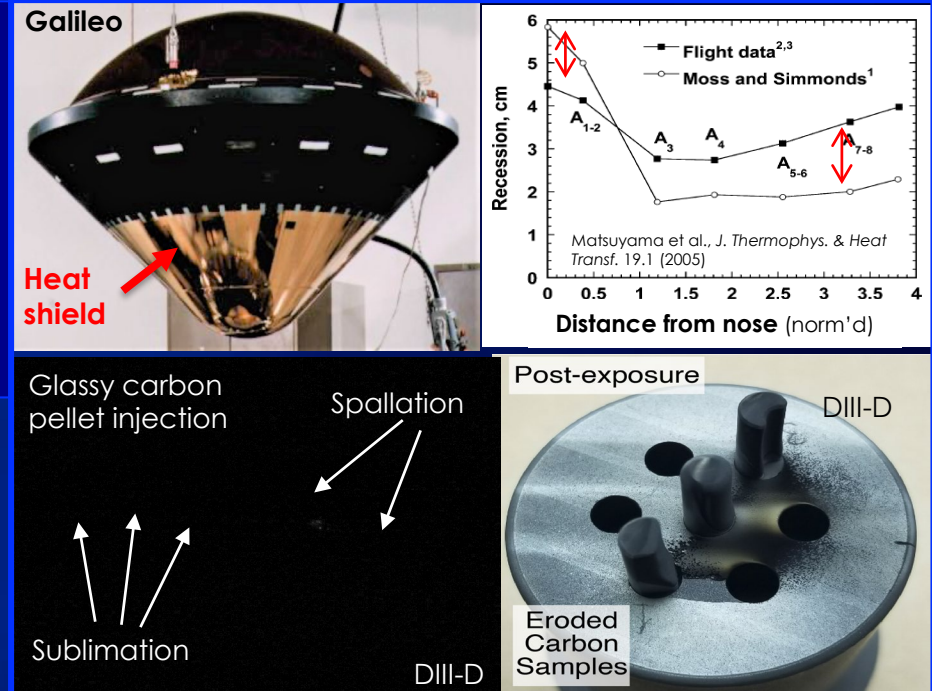 Galileo
Heat
shield
6
5
4
3
2
1
0
Recession, cm
Flight data2,3
Moss and Simmonds1
A1-2
A3
A4
A5-6
A7-8
Matsuyama et al., J. Thermophys. & Heat
Transf. 19.1 (2005)
0 0.5 1 1.5 2 2.5 3 3.5 4
Distance from nose (norm'd)
Glassy carbon
pellet injection
Spallation
Sublimation
DIII-D
Post-exposure
DIII-D
Eroded
Carbon
Samples